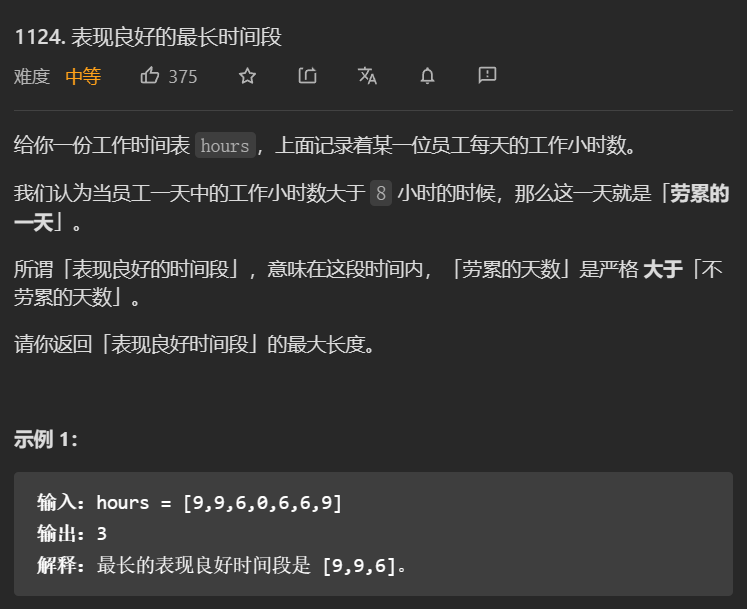 1124. 表现良好的最长时间段
难度 中等 375
给你一份工作时间表 hours，上面记录着某一位员工每天的工作小时数。
我们认为当员工一天中的工作小时数大于 8 小时的时候，那么这一天就是「劳累的
一天」。
所谓「表现良好的时间段」，意味在这段时间内，「劳累的天数」是严格 大于「不
劳累的天数」。
请你返回「表现良好时间段」的最大长度。
示例 1：
输入：hours = [9,9,6,0,6,6,9]
输出：3
解释：最长的表现良好时间段是 [9,9,6]。